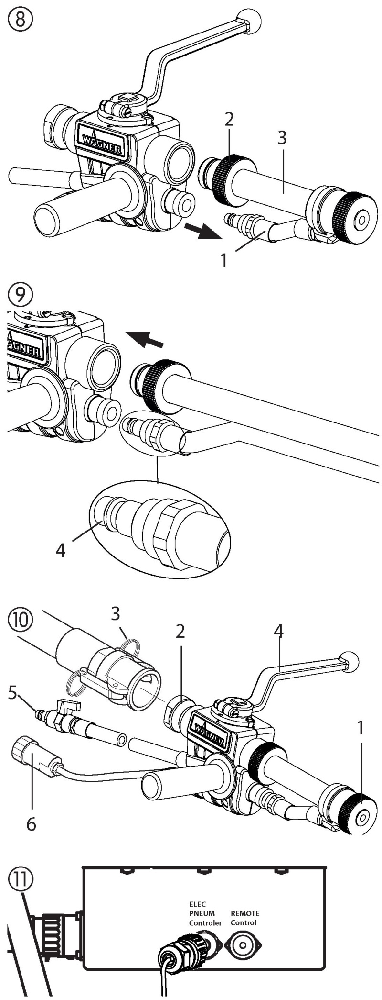 8
WAGNER
2
3
1
9
WAGNER
4
10
3
2
4
5
WAGNER
1
6
11
ELEC
PNEUM
Controler
REMOTE
Control